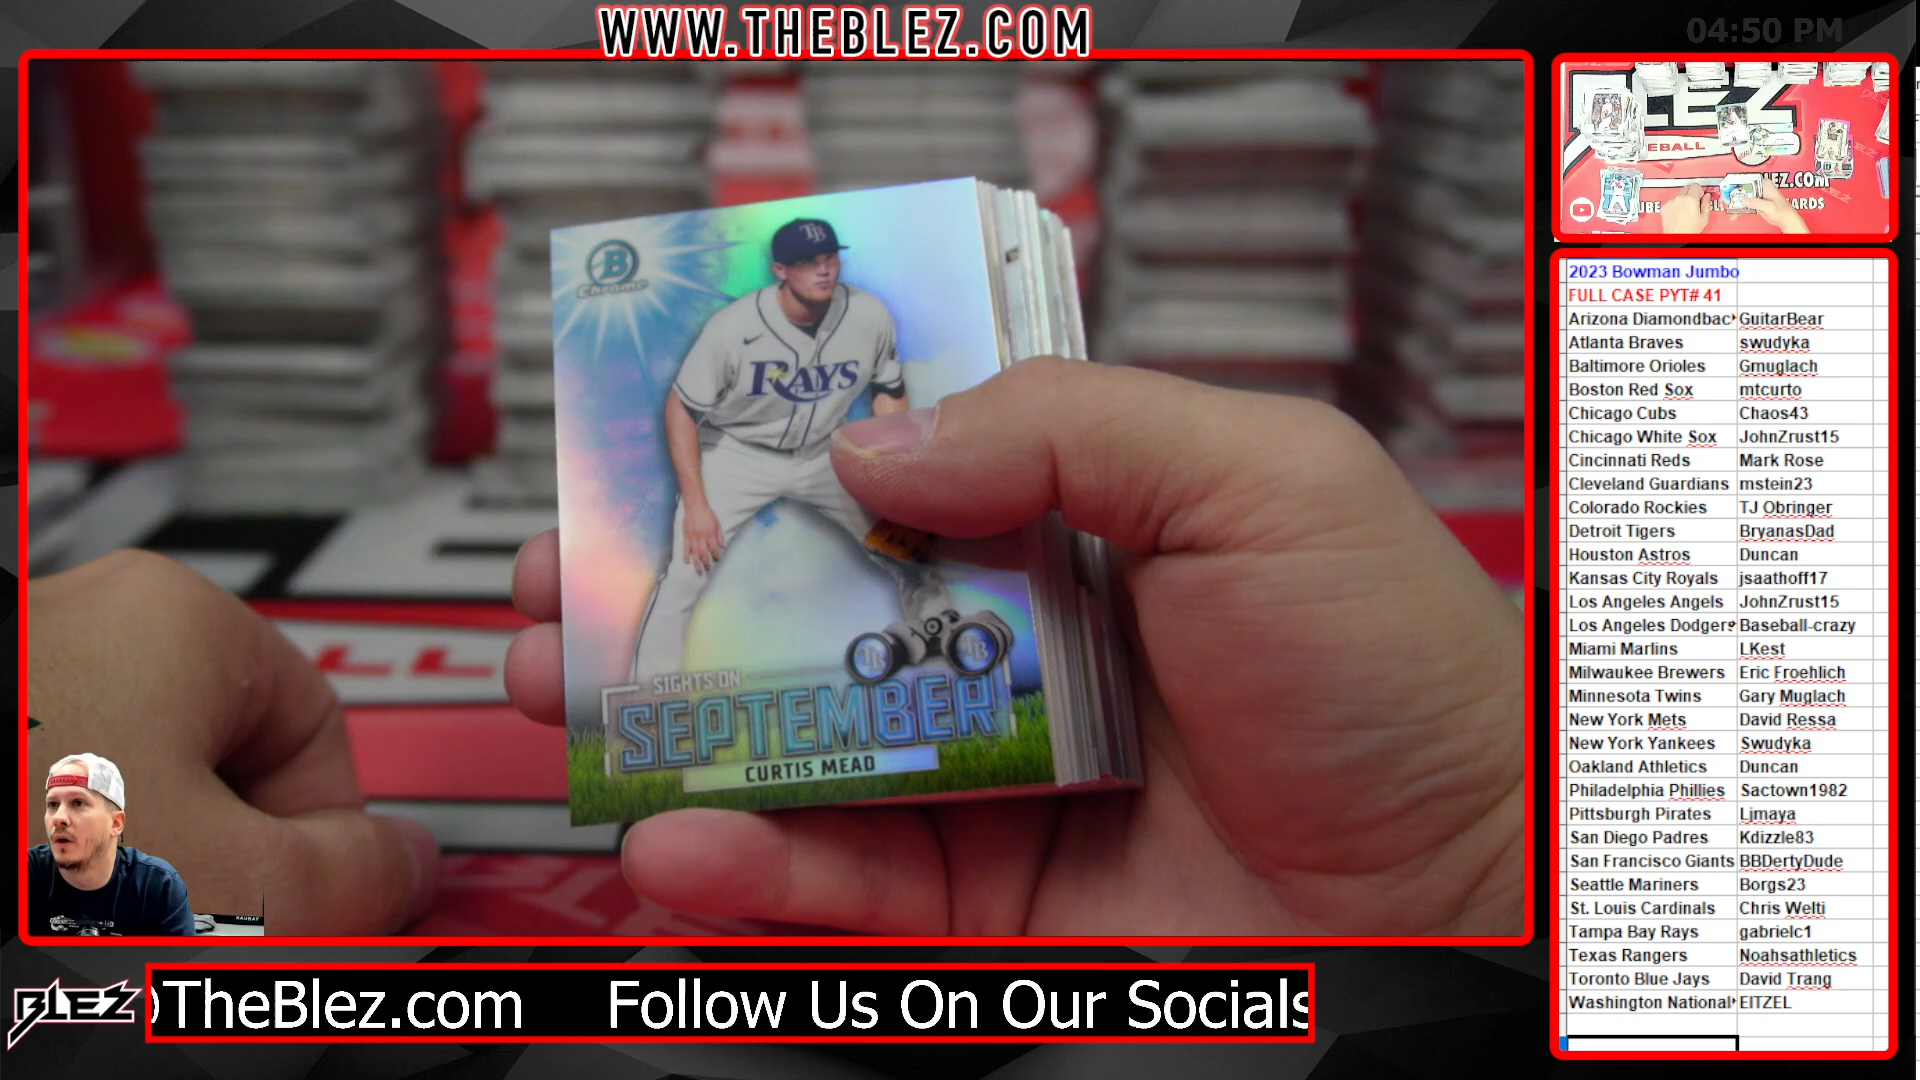 WWW.THEBLEZ.COM
04:50 PM
B
Chrome
TB
RAYS
SIGHTS ON
SEPTEMBER
CURTIS MEAD
EBALL
EZ.COM
ARDS
2023 Bowman Jumbo
FULL CASE PYT# 41
Arizona Diamondbac GuitarBear
Atlanta Braves swudyka
Baltimore Orioles Gmuglach
Boston Red Sox mtcurto
Chicago Cubs Chaos43
Chicago White Sox JohnZrust15
Cincinnati Reds Mark Rose
Cleveland Guardians mstein23
Colorado Rockies TJ Obringer
Detroit Tigers BryanasDad
Houston Astros Duncan
Kansas City Royals jsaathoff17
Los Angeles Angels JohnZrust15
Los Angeles Dodgers Baseball-crazy
Miami Marlins LKest
Milwaukee Brewers Eric Froehlich
Minnesota Twins Gary Muglach
New York Mets David Ressa
New York Yankees Swudyka
Oakland Athletics Duncan
Philadelphia Phillies Sactown1982
Pittsburgh Pirates Ljmaya
San Diego Padres Kdizzle83
San Francisco Giants BBDertyDude
Seattle Mariners Borgs23
St. Louis Cardinals Chris Welti
Tampa Bay Rays gabrielc1
Texas Rangers Noahsathletics
Toronto Blue Jays David Trang
Washington National EITZEL
BLEZ
@TheBlez.com Follow Us On Our Socials